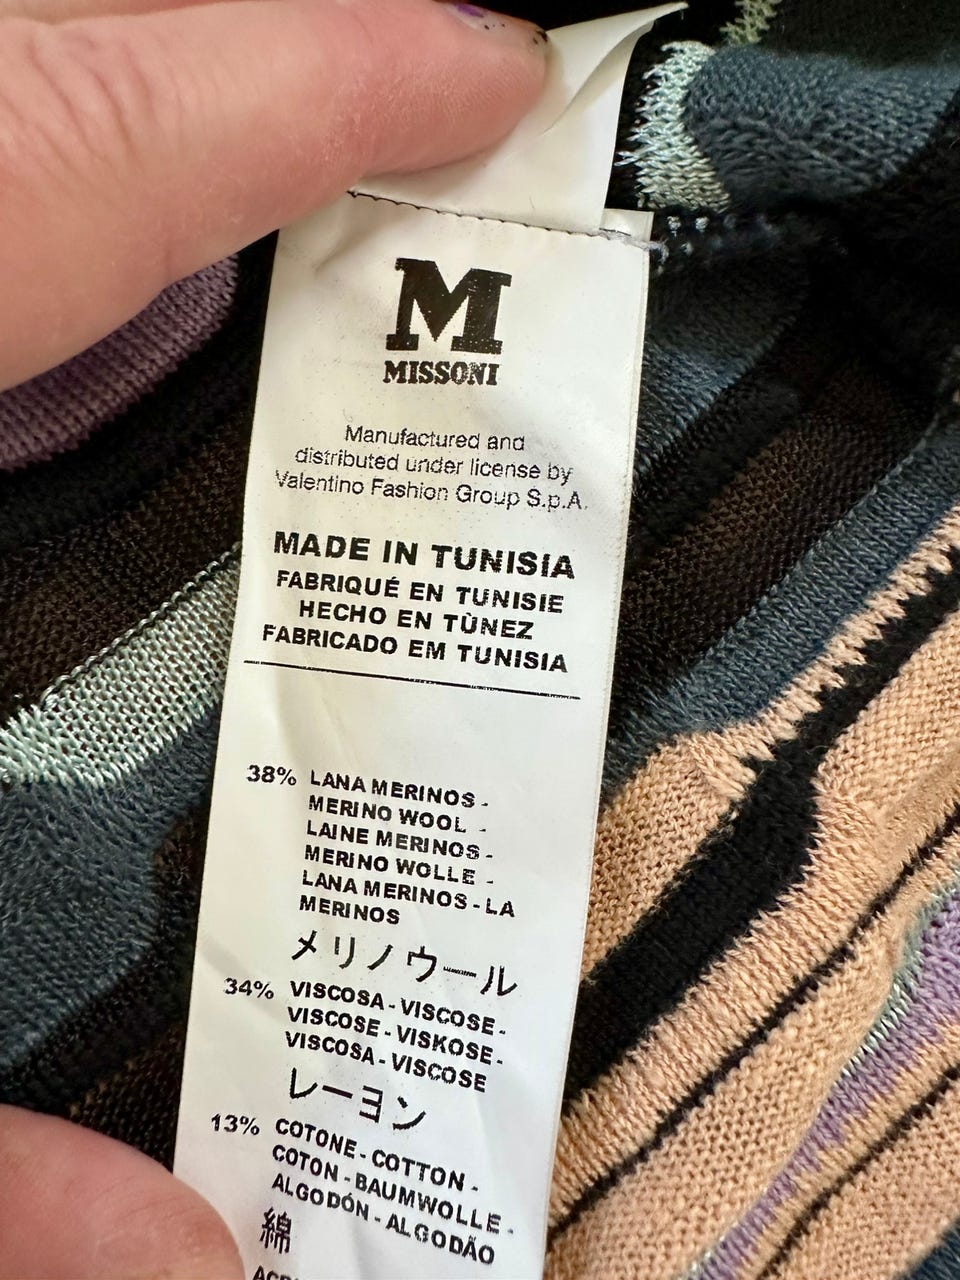 M
MISSONI
Manufactured and
distributed under license by
Valentino Fashion Group S.p.A.
MADE IN TUNISIA
FABRIQUÉ EN TUNISIE
HECHO EN TÙNEZ
FABRICADO EM TUNISIA
38% LANA MERINOS -
MERINO WOOL -
LAINE MERINOS -
MERINO WOLLE -
LANA MERINOS - LA
MERINOS
メリノウール
34% VISCOSA - VISCOSE -
VISCOSE - VISKOSE -
VISCOSA - VISCOSE
レーヨン
13% COTONE - COTTON -
COTON - BAUMWOLLE -
ALGODÓN - ALGODÃO
綿